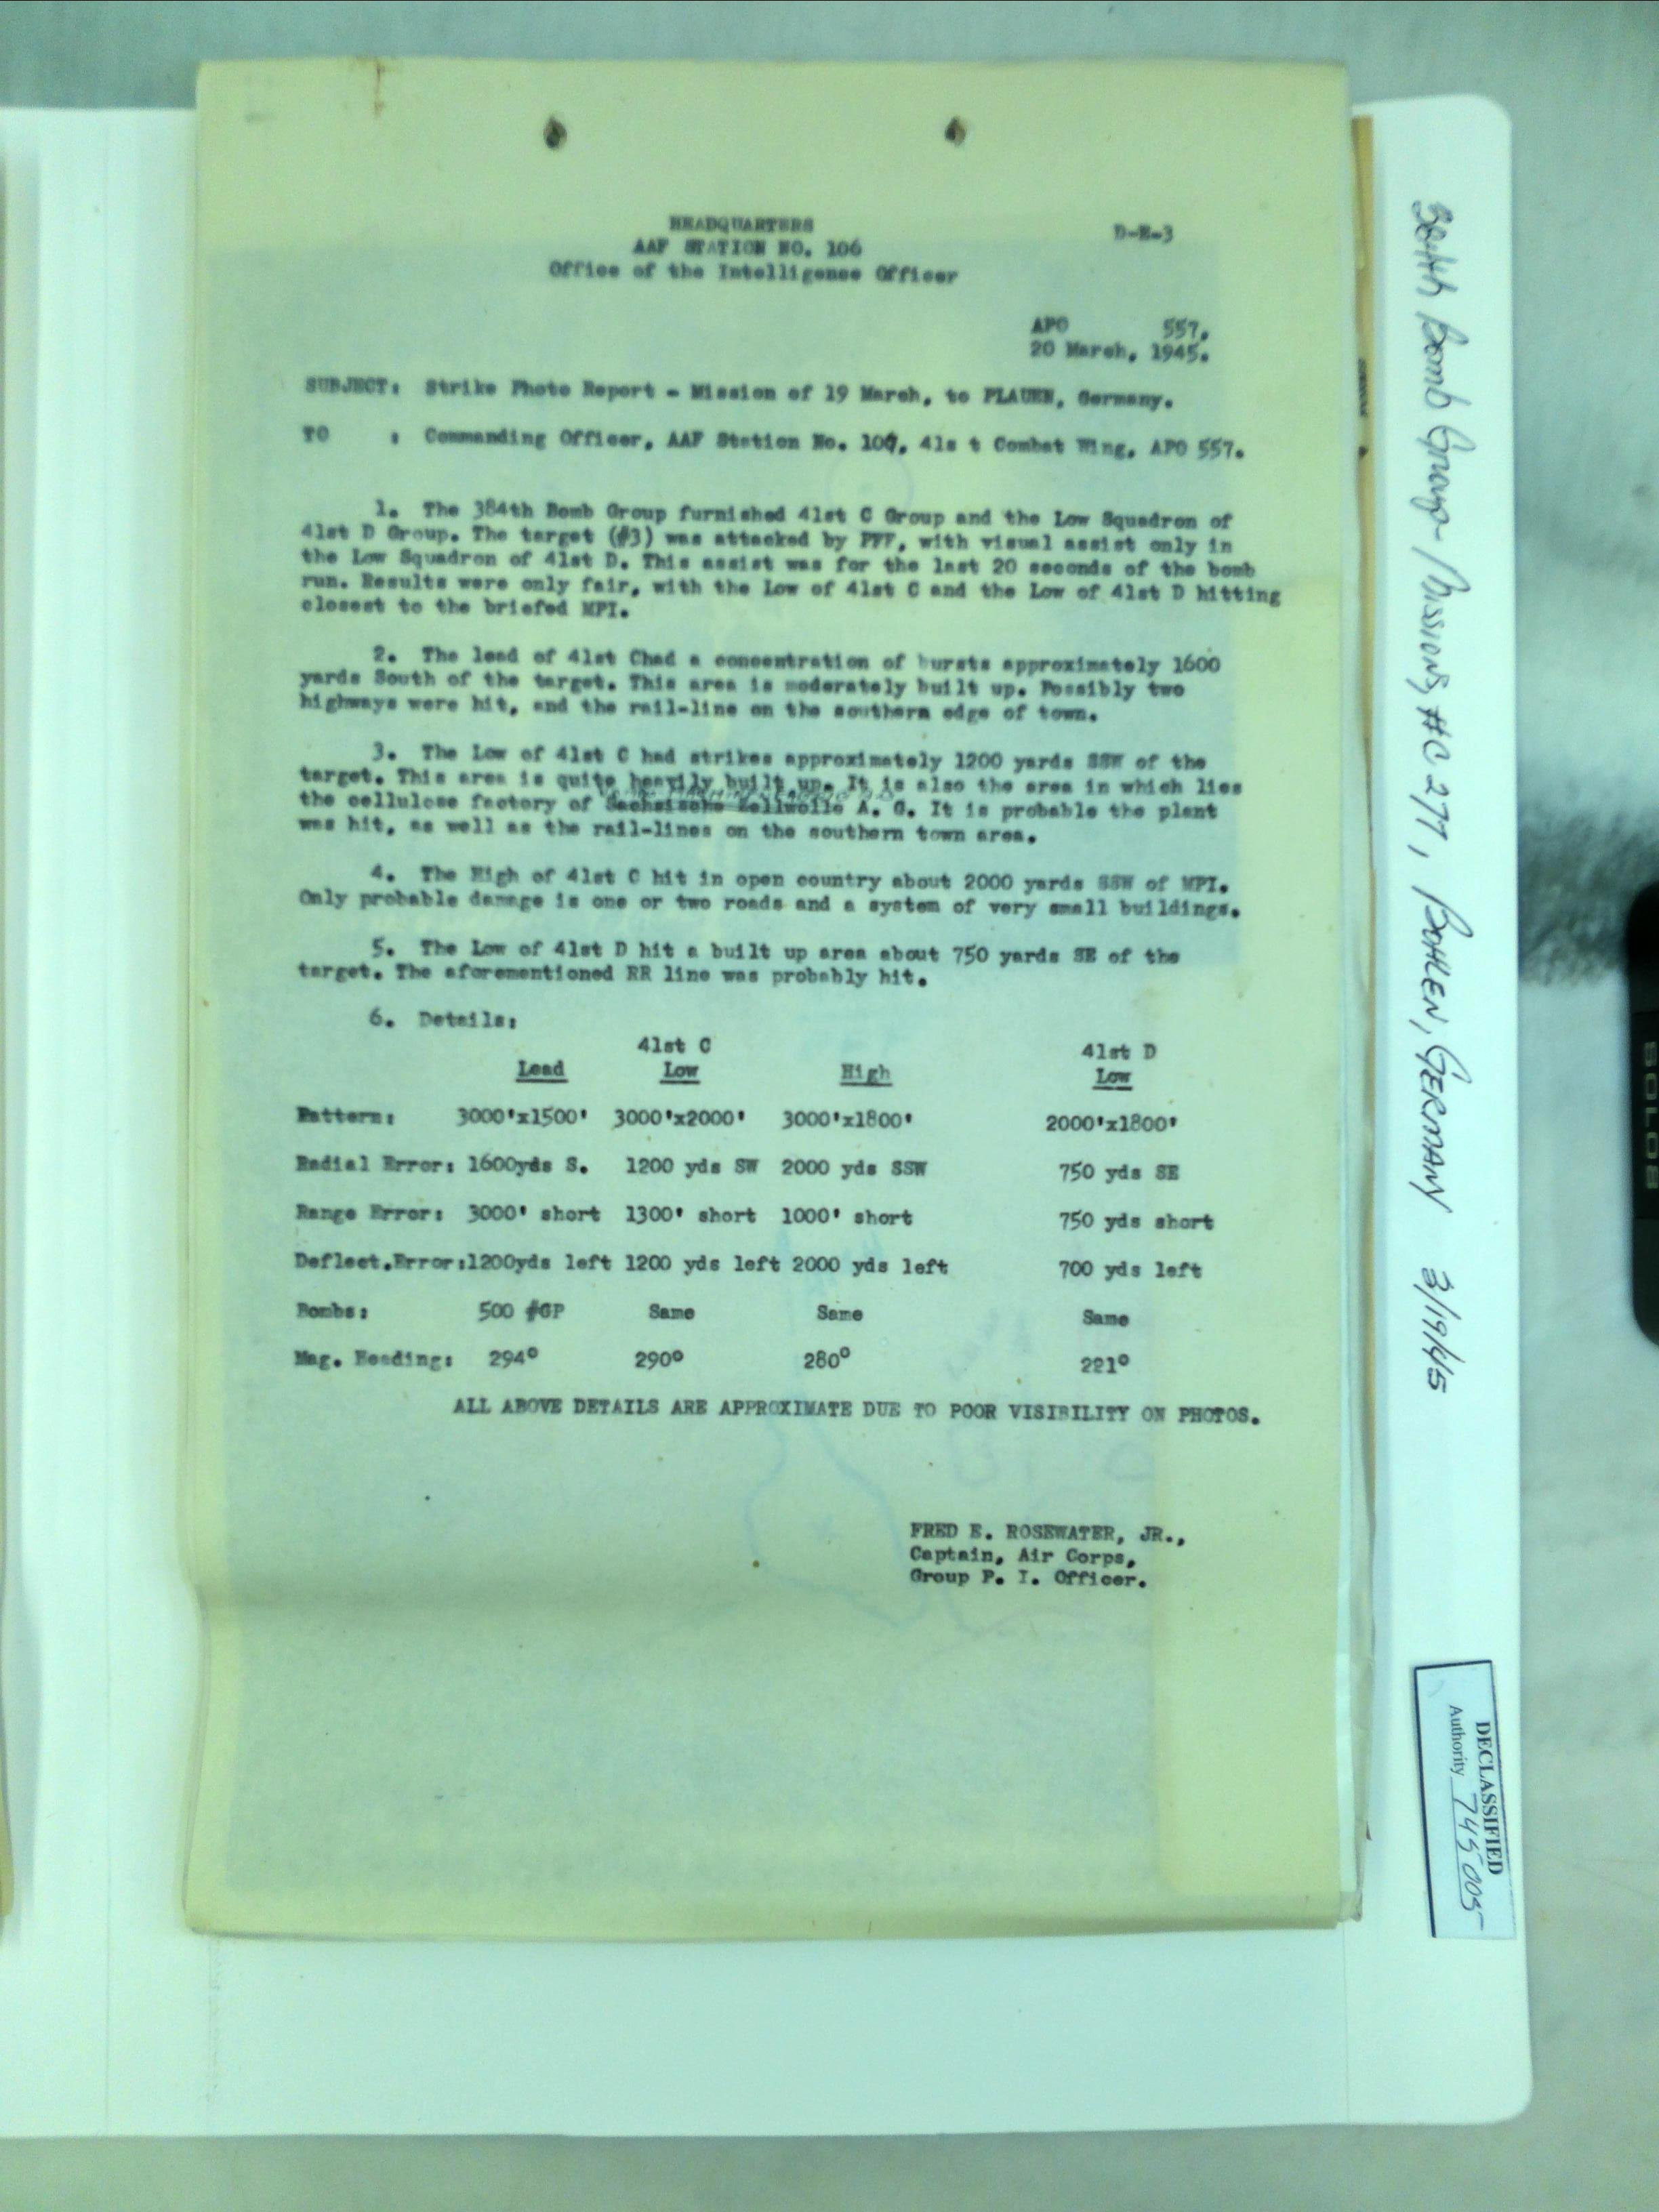 HEADQUARTERS
D-E-3
AAF STATION NO. 106
Office of the Intelligence Officer
APO 557.
20 March, 1945.
SUBJECT: Strike Photo Report - Mission of 19 March, to PLAUEN, Germany.
TO : Commanding Officer, AAF Station No. 107, 41s t Combat Wing, APO 557.
1. The 384th Bomb Group furnished 41st C Group and the Low Squadron of
41st D Group. The target (#3) was attacked by PFF, with visual assist only in
the Low Squadron of 41st D. This assist was for the last 20 seconds of the bomb
run. Results were only fair, with the Low of 41st C and the Low of 41st D hitting
closest to the briefed MPI.
2. The lead of 41st Chad a concentration of bursts approximately 1600
yards South of the target. This area is moderately built up. Possibly two
highways were hit, and the rail-line on the southern edge of town.
3. The Low of 41st C had strikes approximately 1200 yards SSW of the
target. This area is quite heavily built up. It is also the area in which lies
the cellulose factory of Sachsische Zellwolle A. G. It is probable the plant
was hit, as well as the rail-lines on the southern town area.
4. The High of 41st C hit in open country about 2000 yards SSW of MPI.
Only probable damage is one or two roads and a system of very small buildings.
5. The Low of 41st D hit a built up area about 750 yards SE of the
target. The aforementioned RR line was probably hit.
6. Details:
41st C 41st D
Lead Low High Low
Pattern: 3000'x1500' 3000'x2000' 3000'x1800' 2000'x1800'
Radial Error: 1600yds S. 1200 yds SW 2000 yds SSW 750 yds SE
Range Error: 3000' short 1300' short 1000' short 750 yds short
Deflect.Error:1200yds left 1200 yds left 2000 yds left 700 yds left
Bombs: 500 #GP Same Same Same
Mag. Heading: 294° 290° 280° 221°
ALL ABOVE DETAILS ARE APPROXIMATE DUE TO POOR VISIBILITY ON PHOTOS.
FRED E. ROSEWATER, JR.,
Captain, Air Corps,
Group P. I. Officer.
384th Bomb Group - Mission, #C 277, BOHLEN, GERMANY 3/19/45
DECLASSIFIED
Authority 745005